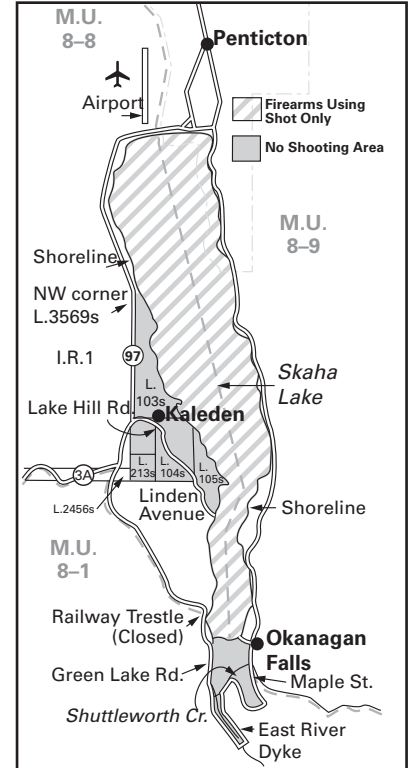 M.U.
8–8
Penticton
Airport
Firearms Using
Shot Only
No Shooting Area
M.U.
8–9
Shoreline
NW corner
L.3569s
I.R.1
97
L.
103s
Skaha
Lake
Lake Hill Rd.
Kaleden
3A
L.
213s
L.
104s
L.
105s
L.2456s
Linden
Avenue
Shoreline
M.U.
8–1
Railway Trestle
(Closed)
Okanagan
Falls
Green Lake Rd.
Maple St.
Shuttleworth Cr.
East River
Dyke